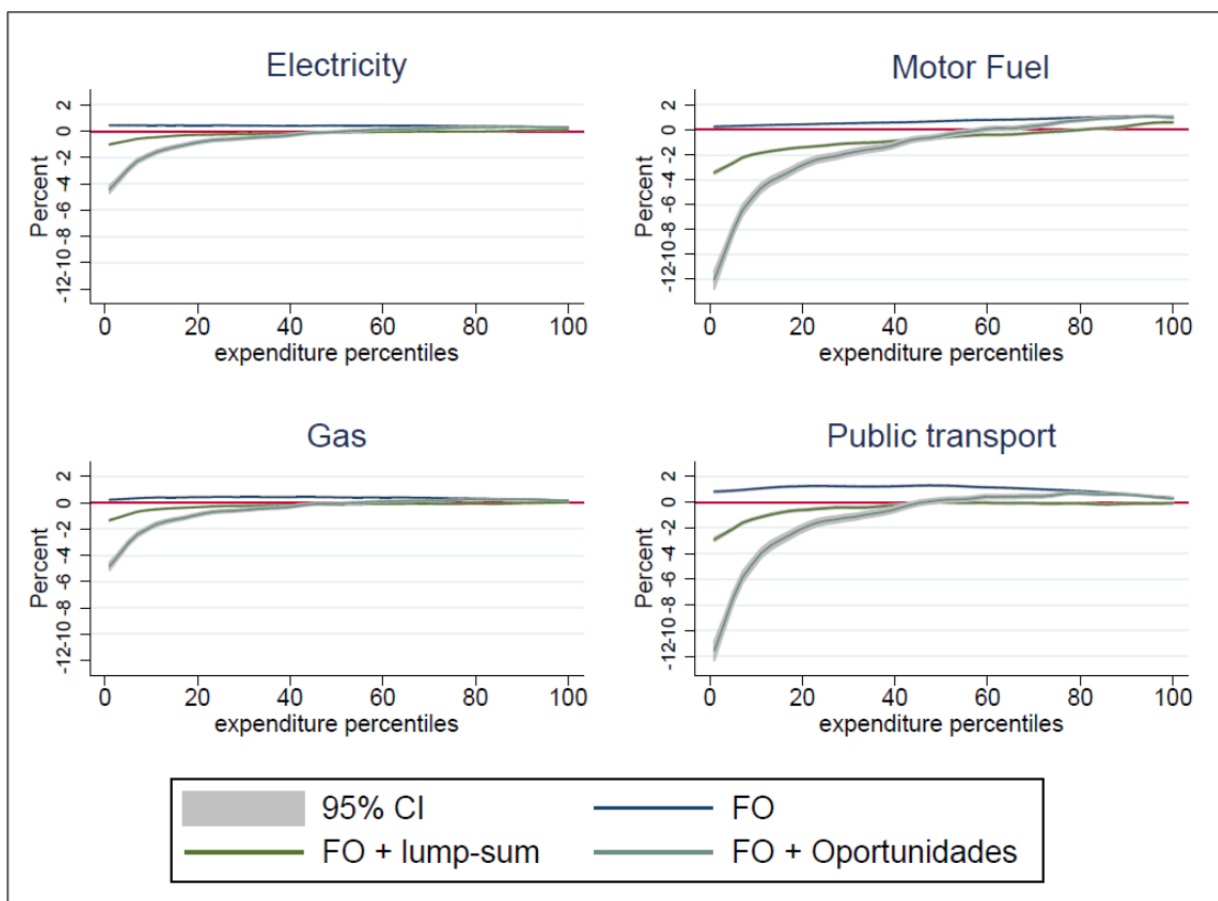 Electricity
Percent
2
0
-2
-4
-6
-8
-10
-12
0 20 40 60 80 100
expenditure percentiles
Motor Fuel
Percent
2
0
-2
-4
-6
-8
-10
-12
0 20 40 60 80 100
expenditure percentiles
Gas
Percent
2
0
-2
-4
-6
-8
-10
-12
0 20 40 60 80 100
expenditure percentiles
Public transport
Percent
2
0
-2
-4
-6
-8
-10
-12
0 20 40 60 80 100
expenditure percentiles
95% CI FO
FO + lump-sum FO + Oportunidades